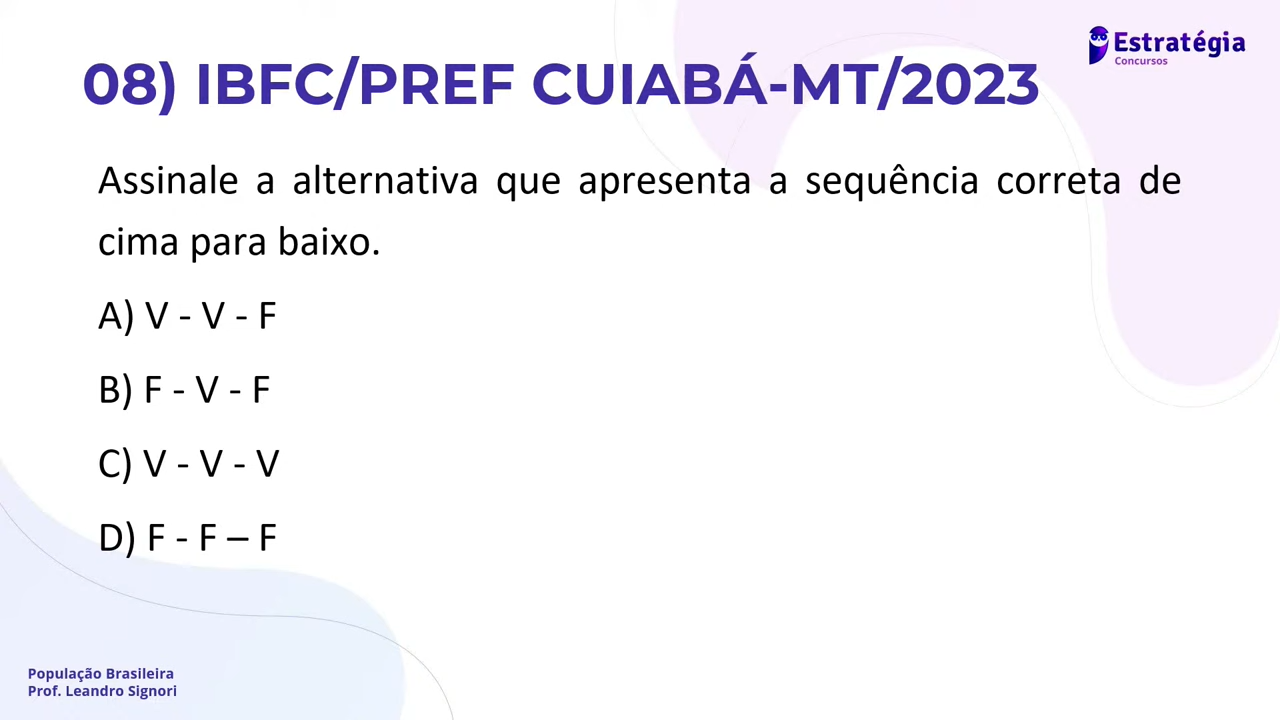 Estratégia
Concursos
08) IBFC/PREF CUIABÁ-MT/2023
Assinale a alternativa que apresenta a sequência correta de
cima para baixo.
A) V - V - F
B) F - V - F
C) V - V - V
D) F - F – F
População Brasileira
Prof. Leandro Signori